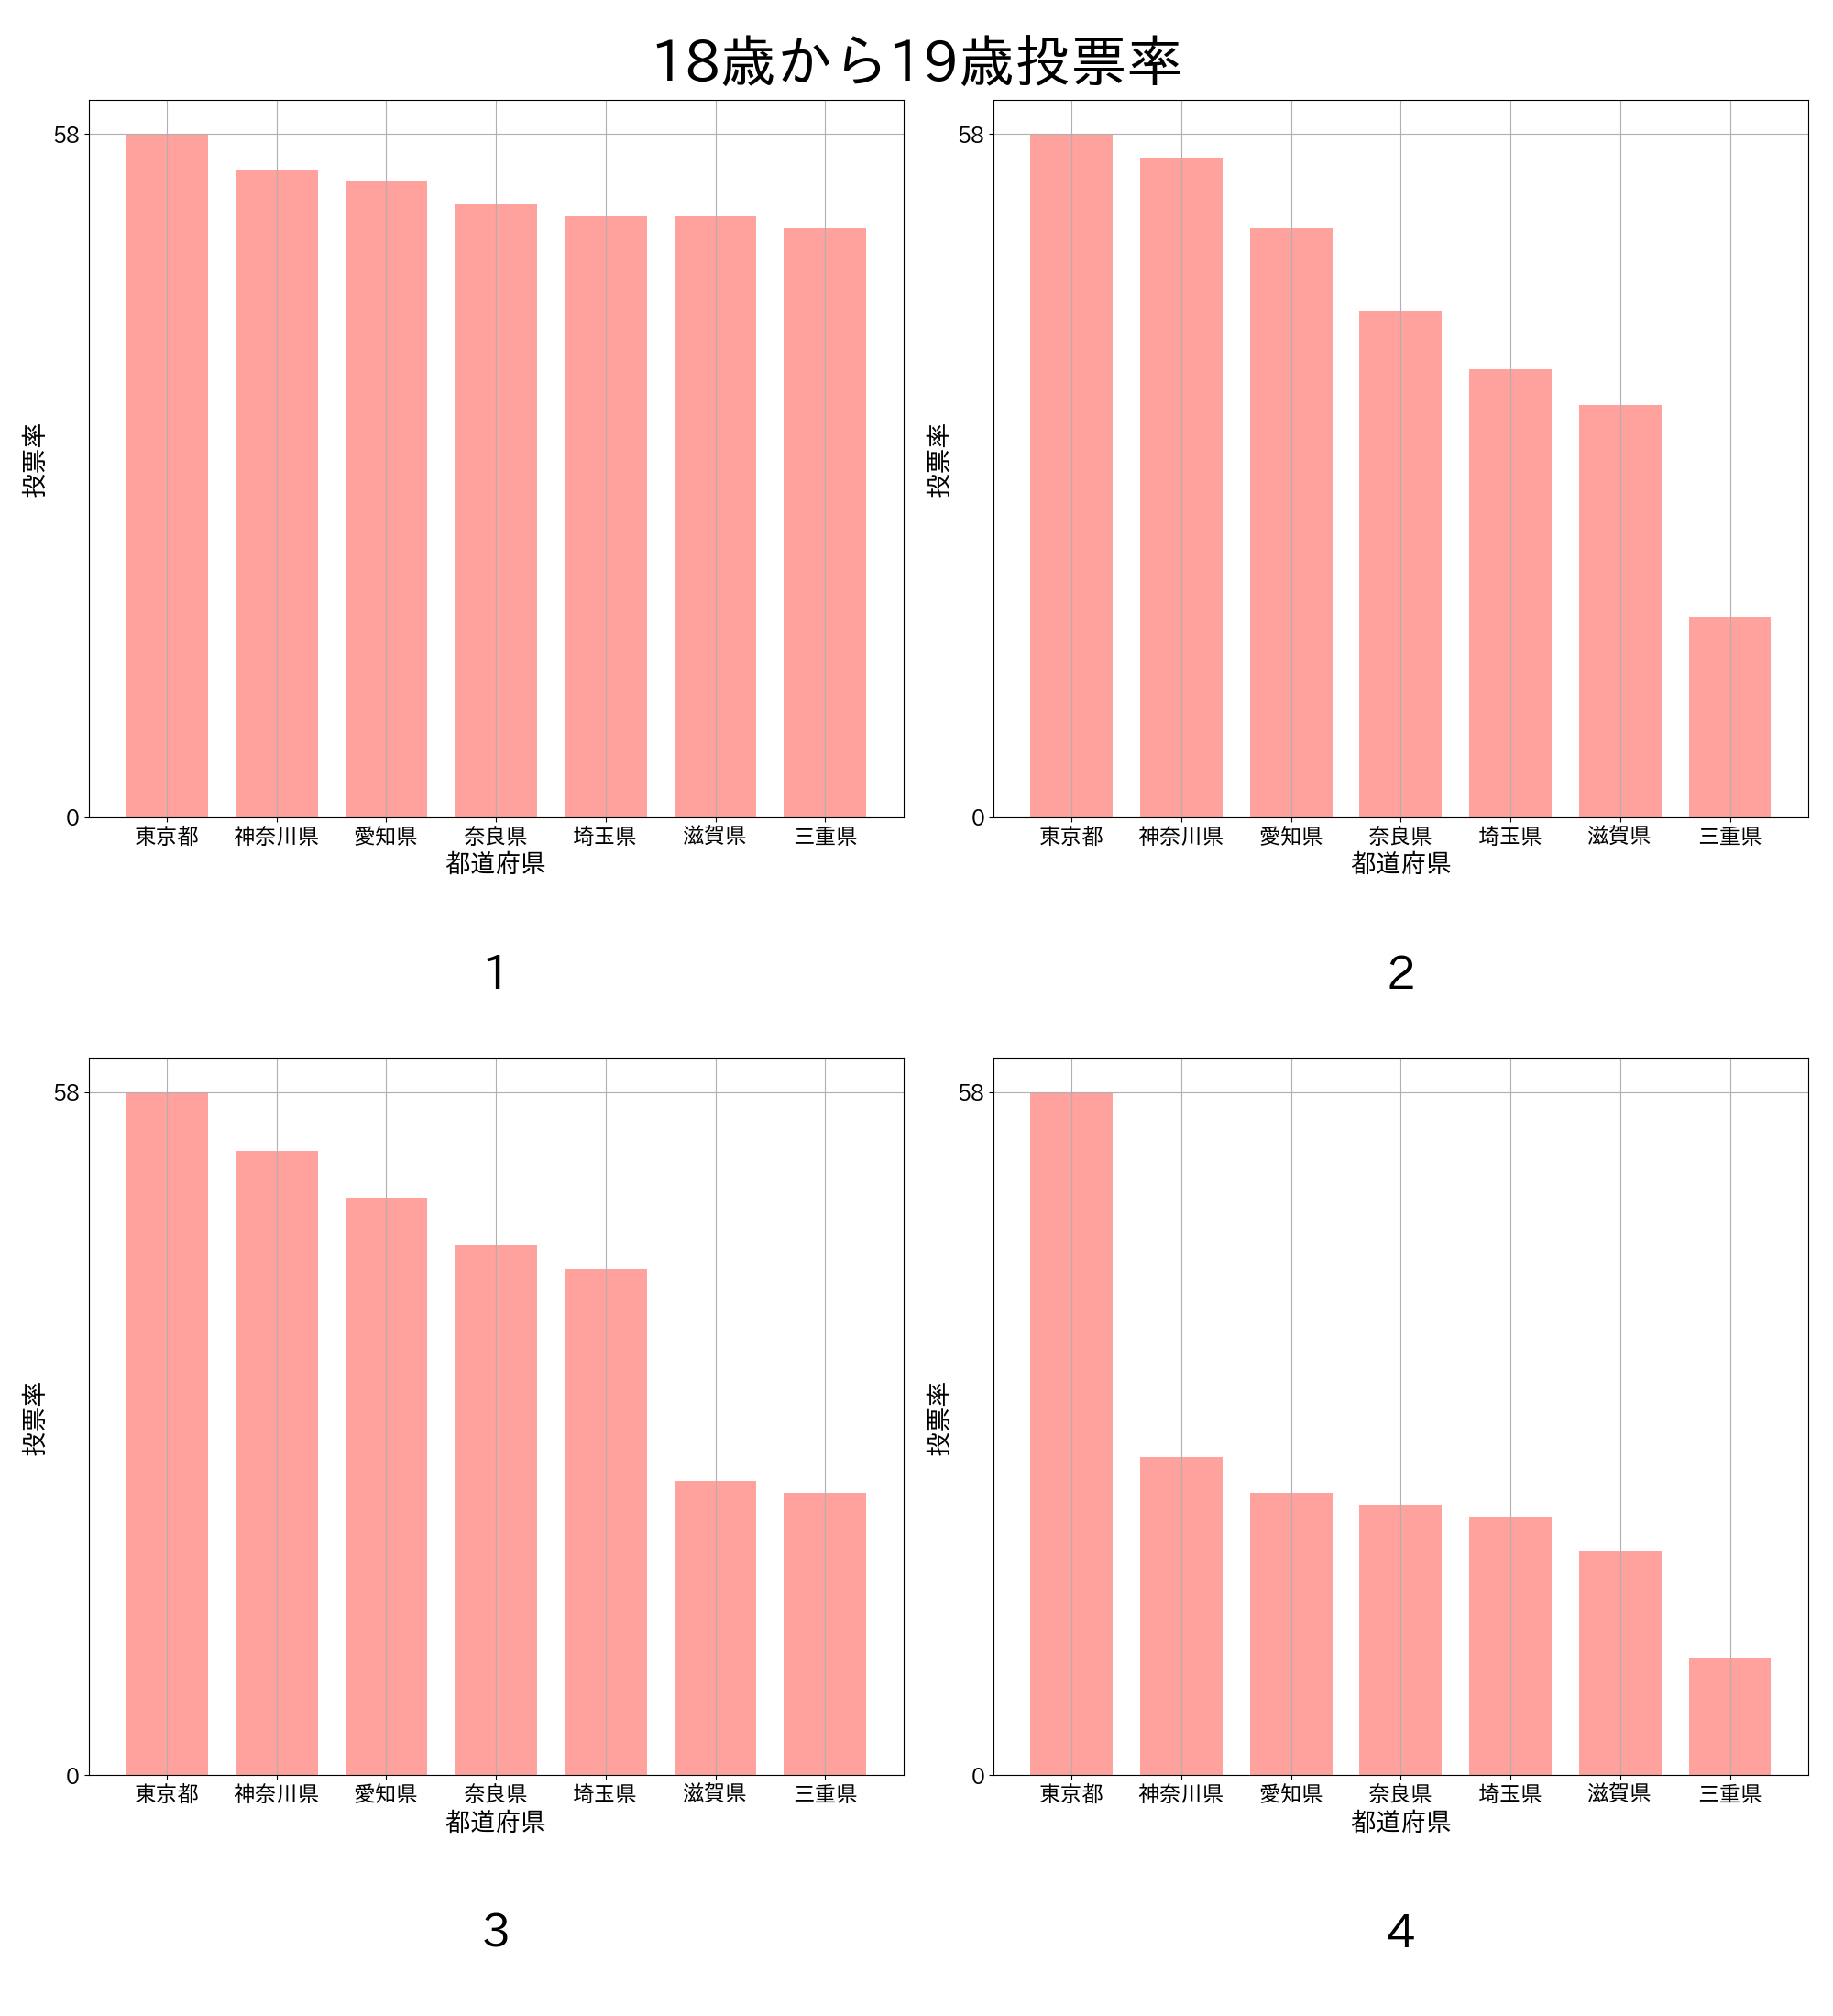 18歳から19歳投票率
58
0
投票率
東京都 神奈川県 愛知県 奈良県 埼玉県 滋賀県 三重県
都道府県
1
58
0
投票率
東京都 神奈川県 愛知県 奈良県 埼玉県 滋賀県 三重県
都道府県
2
58
0
投票率
東京都 神奈川県 愛知県 奈良県 埼玉県 滋賀県 三重県
都道府県
3
58
0
投票率
東京都 神奈川県 愛知県 奈良県 埼玉県 滋賀県 三重県
都道府県
4